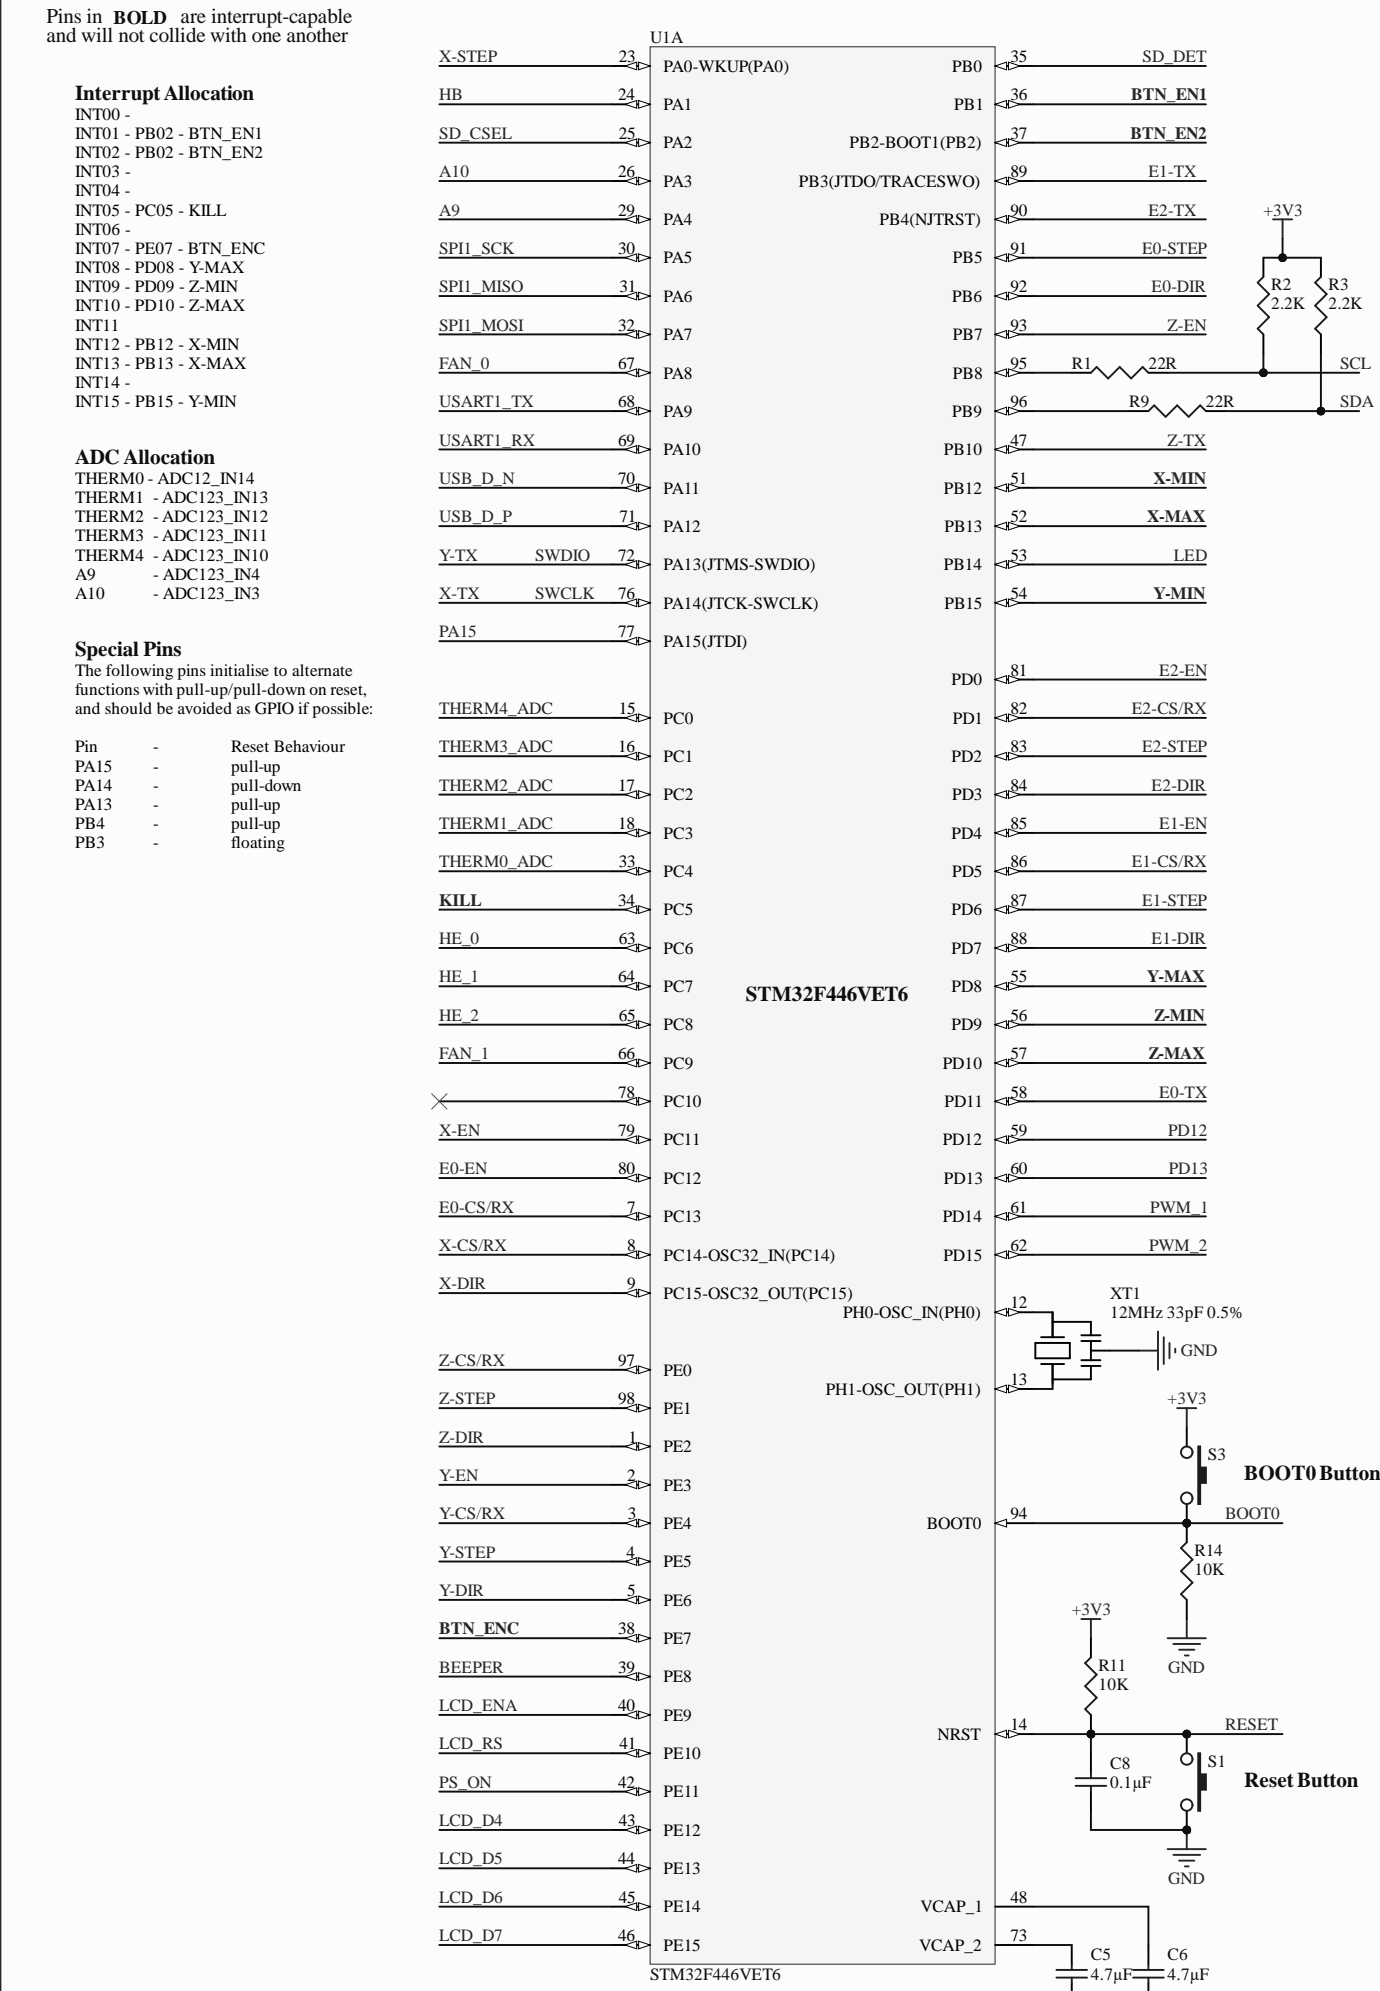 Pins in BOLD are interrupt-capable
and will not collide with one another
Interrupt Allocation
INT00 -
INT01 - PB02 - BTN_EN1
INT02 - PB02 - BTN_EN2
INT03 -
INT04 -
INT05 - PC05 - KILL
INT06 -
INT07 - PE07 - BTN_ENC
INT08 - PD08 - Y-MAX
INT09 - PD09 - Z-MIN
INT10 - PD10 - Z-MAX
INT11
INT12 - PB12 - X-MIN
INT13 - PB13 - X-MAX
INT14 -
INT15 - PB15 - Y-MIN
ADC Allocation
THERM0 - ADC12_IN14
THERM1 - ADC123_IN13
THERM2 - ADC123_IN12
THERM3 - ADC123_IN11
THERM4 - ADC123_IN10
A9 - ADC123_IN4
A10 - ADC123_IN3
Special Pins
The following pins initialise to alternate
functions with pull-up/pull-down on reset,
and should be avoided as GPIO if possible:
Pin - Reset Behaviour
PA15 - pull-up
PA14 - pull-down
PA13 - pull-up
PB4 - pull-up
PB3 - floating
U1A
X-STEP 23 PA0-WKUP(PA0)
HB 24 PA1
SD_CSEL 25 PA2
A10 26 PA3
A9 29 PA4
SPI1_SCK 30 PA5
SPI1_MISO 31 PA6
SPI1_MOSI 32 PA7
FAN_0 67 PA8
USART1_TX 68 PA9
USART1_RX 69 PA10
USB_D_N 70 PA11
USB_D_P 71 PA12
Y-TX SWDIO 72 PA13(JTMS-SWDIO)
X-TX SWCLK 76 PA14(JTCK-SWCLK)
PA15 77 PA15(JTDI)
THERM4_ADC 15 PC0
THERM3_ADC 16 PC1
THERM2_ADC 17 PC2
THERM1_ADC 18 PC3
THERM0_ADC 33 PC4
KILL 34 PC5
HE_0 63 PC6
HE_1 64 PC7
HE_2 65 PC8
FAN_1 66 PC9
78 PC10
X-EN 79 PC11
E0-EN 80 PC12
E0-CS/RX 7 PC13
X-CS/RX 8 PC14-OSC32_IN(PC14)
X-DIR 9 PC15-OSC32_OUT(PC15)
Z-CS/RX 97 PE0
Z-STEP 98 PE1
Z-DIR 1 PE2
Y-EN 2 PE3
Y-CS/RX 3 PE4
Y-STEP 4 PE5
Y-DIR 5 PE6
BTN_ENC 38 PE7
BEEPER 39 PE8
LCD_ENA 40 PE9
LCD_RS 41 PE10
PS_ON 42 PE11
LCD_D4 43 PE12
LCD_D5 44 PE13
LCD_D6 45 PE14
LCD_D7 46 PE15
STM32F446VET6
STM32F446VET6
PB0 35 SD_DET
PB1 36 BTN_EN1
PB2-BOOT1(PB2) 37 BTN_EN2
PB3(JTDO/TRACESWO) 89 E1-TX
PB4(NJTRST) 90 E2-TX
PB5 91 E0-STEP
PB6 92 E0-DIR
PB7 93 Z-EN
PB8 95 R1 22R SCL
PB9 96 R9 22R SDA
+3V3
R2
2.2K
R3
2.2K
PB10 47 Z-TX
PB12 51 X-MIN
PB13 52 X-MAX
PB14 53 LED
PB15 54 Y-MIN
PD0 81 E2-EN
PD1 82 E2-CS/RX
PD2 83 E2-STEP
PD3 84 E2-DIR
PD4 85 E1-EN
PD5 86 E1-CS/RX
PD6 87 E1-STEP
PD7 88 E1-DIR
PD8 55 Y-MAX
PD9 56 Z-MIN
PD10 57 Z-MAX
PD11 58 E0-TX
PD12 59 PD12
PD13 60 PD13
PD14 61 PWM_1
PD15 62 PWM_2
PH0-OSC_IN(PH0) 12
XT1
12MHz 33pF 0.5%
GND
PH1-OSC_OUT(PH1) 13
+3V3
S3
BOOT0 Button
BOOT0 94 BOOT0
R14
10K
GND
+3V3
R11
10K
NRST 14 RESET
C8
0.1µF
S1
Reset Button
GND
VCAP_1 48
VCAP_2 73
C5
4.7µF
C6
4.7µF